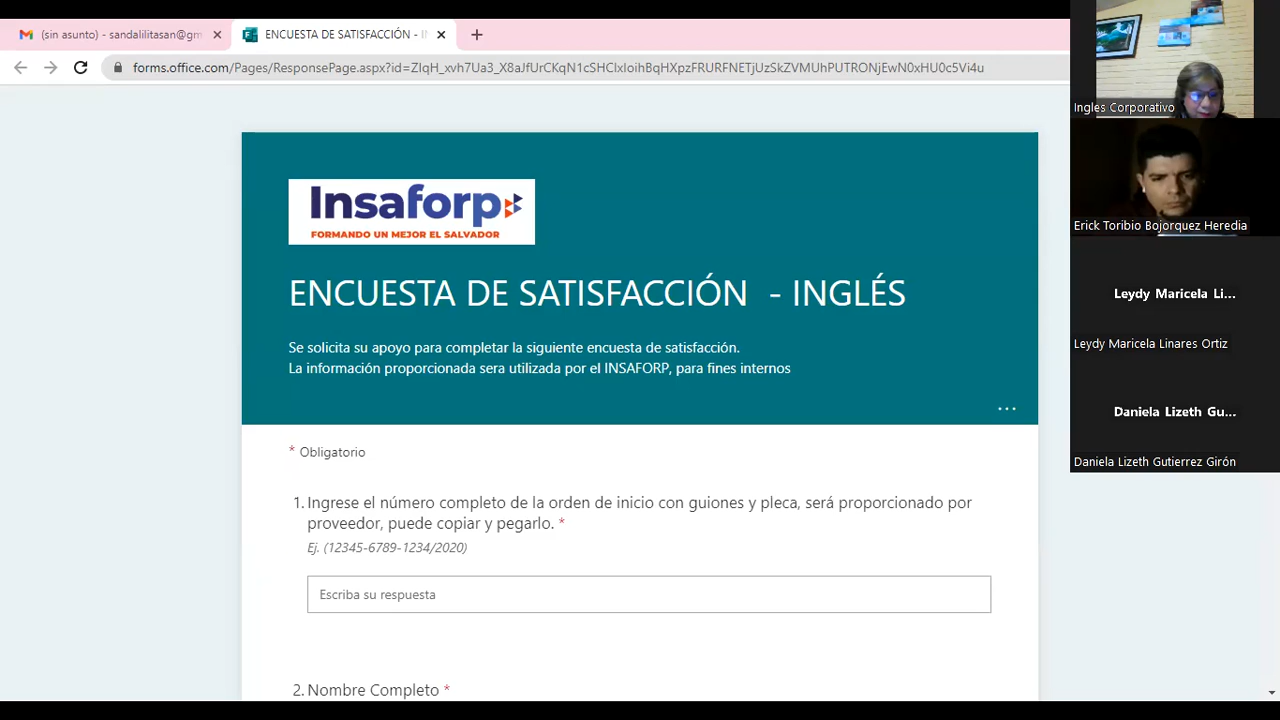 (sin asunto) - sandalilitasan@gm
ENCUESTA DE SATISFACCIÓN - I
forms.office.com/Pages/ResponsePage.aspx?id=ZIqH_xvh7Ua3_X8aJfUrCKqN1cSHCIxIoihBqHXpzFRURFNETjUzSkZVMUhPUTRONjEwN0xHU0c5Vi4u
Insaforp
FORMANDO UN MEJOR EL SALVADOR
ENCUESTA DE SATISFACCIÓN - INGLÉS
Se solicita su apoyo para completar la siguiente encuesta de satisfacción.
La información proporcionada sera utilizada por el INSAFORP, para fines internos
...
* Obligatorio
1. Ingrese el número completo de la orden de inicio con guiones y pleca, será proporcionado por
proveedor, puede copiar y pegarlo. *
Ej. (12345-6789-1234/2020)
Escriba su respuesta
2. Nombre Completo *
Ingles Corporativo
Erick Toribio Bojorquez Heredia
Leydy Maricela Li...
Leydy Maricela Linares Ortiz
Daniela Lizeth Gu...
Daniela Lizeth Gutierrez Girón